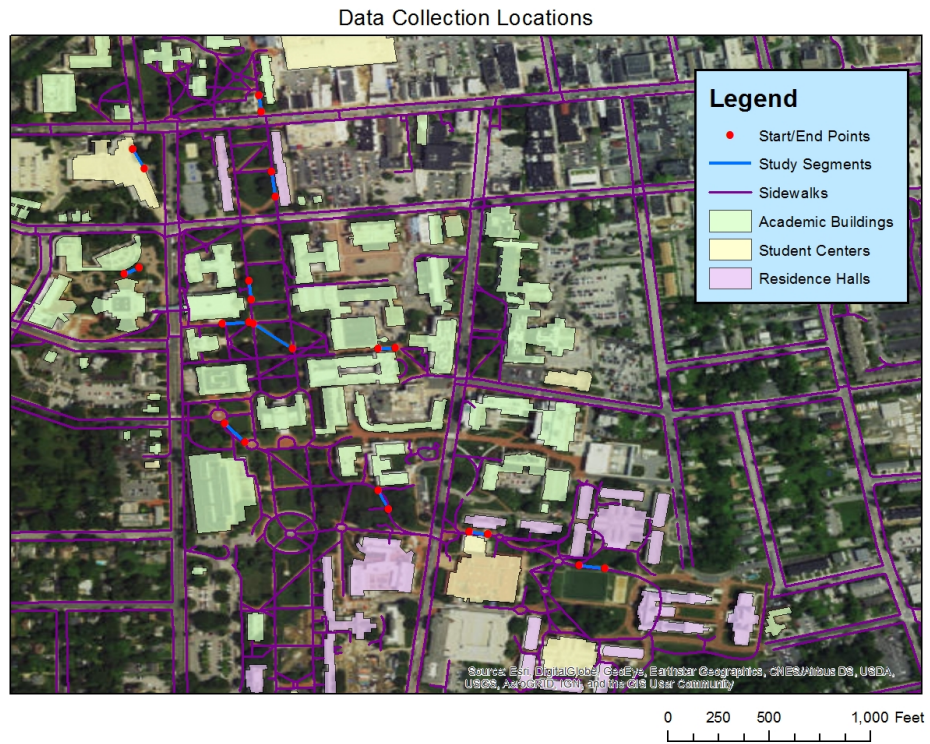 Data Collection Locations
Legend
Start/End Points
Study Segments
Sidewalks
Academic Buildings
Student Centers
Residence Halls
Source: Esri, DigitalGlobe, GeoEye, Earthstar Geographics, CNES/Airbus DS, USDA,
USGS, AeroGRID, IGN, and the GIS User Community
0 250 500 1,000 Feet